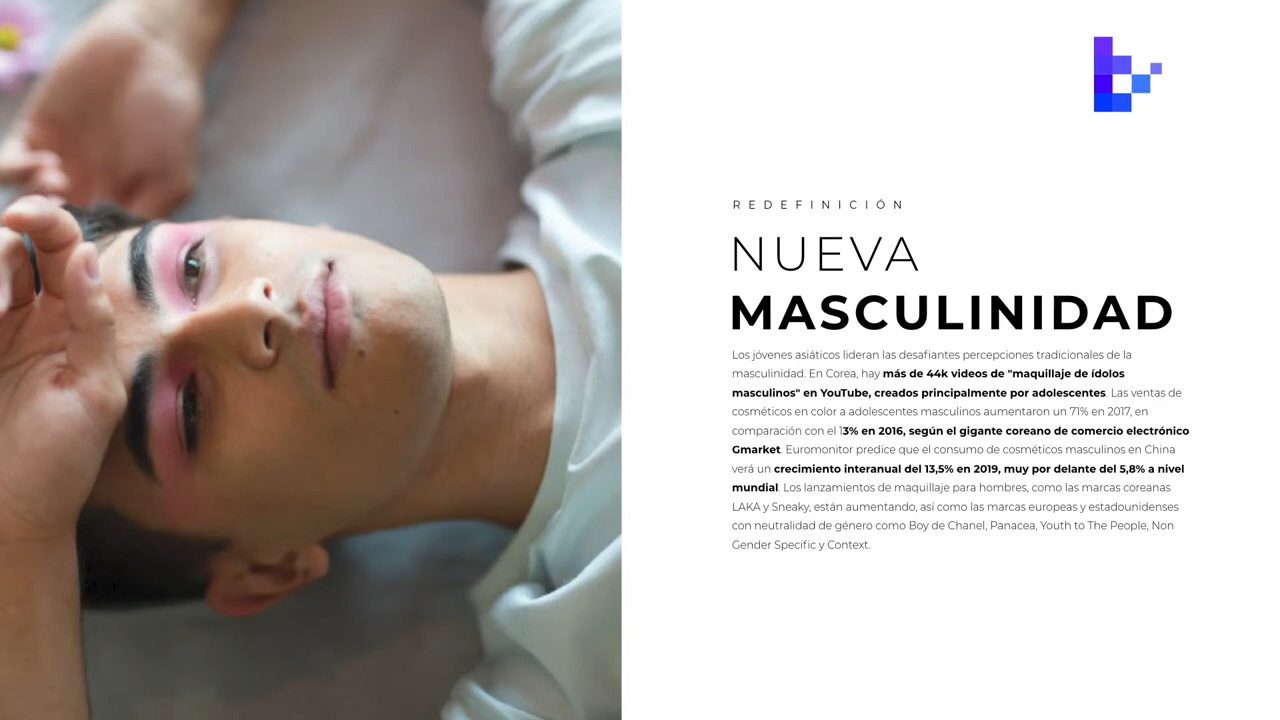 REDEFINICIÓN
NUEVA
MASCULINIDAD
Los jóvenes asiáticos lideran las desafiantes percepciones tradicionales de la
masculinidad. En Corea, hay más de 44k videos de "maquillaje de ídolos
masculinos" en YouTube, creados principalmente por adolescentes. Las ventas de
cosméticos en color a adolescentes masculinos aumentaron un 71% en 2017, en
comparación con el 13% en 2016, según el gigante coreano de comercio electrónico
Gmarket. Euromonitor predice que el consumo de cosméticos masculinos en China
verá un crecimiento interanual del 13,5% en 2019, muy por delante del 5,8% a nivel
mundial. Los lanzamientos de maquillaje para hombres, como las marcas coreanas
LAKA y Sneaky, están aumentando, así como las marcas europeas y estadounidenses
con neutralidad de género como Boy de Chanel, Panacea, Youth to The People, Non
Gender Specific y Context.